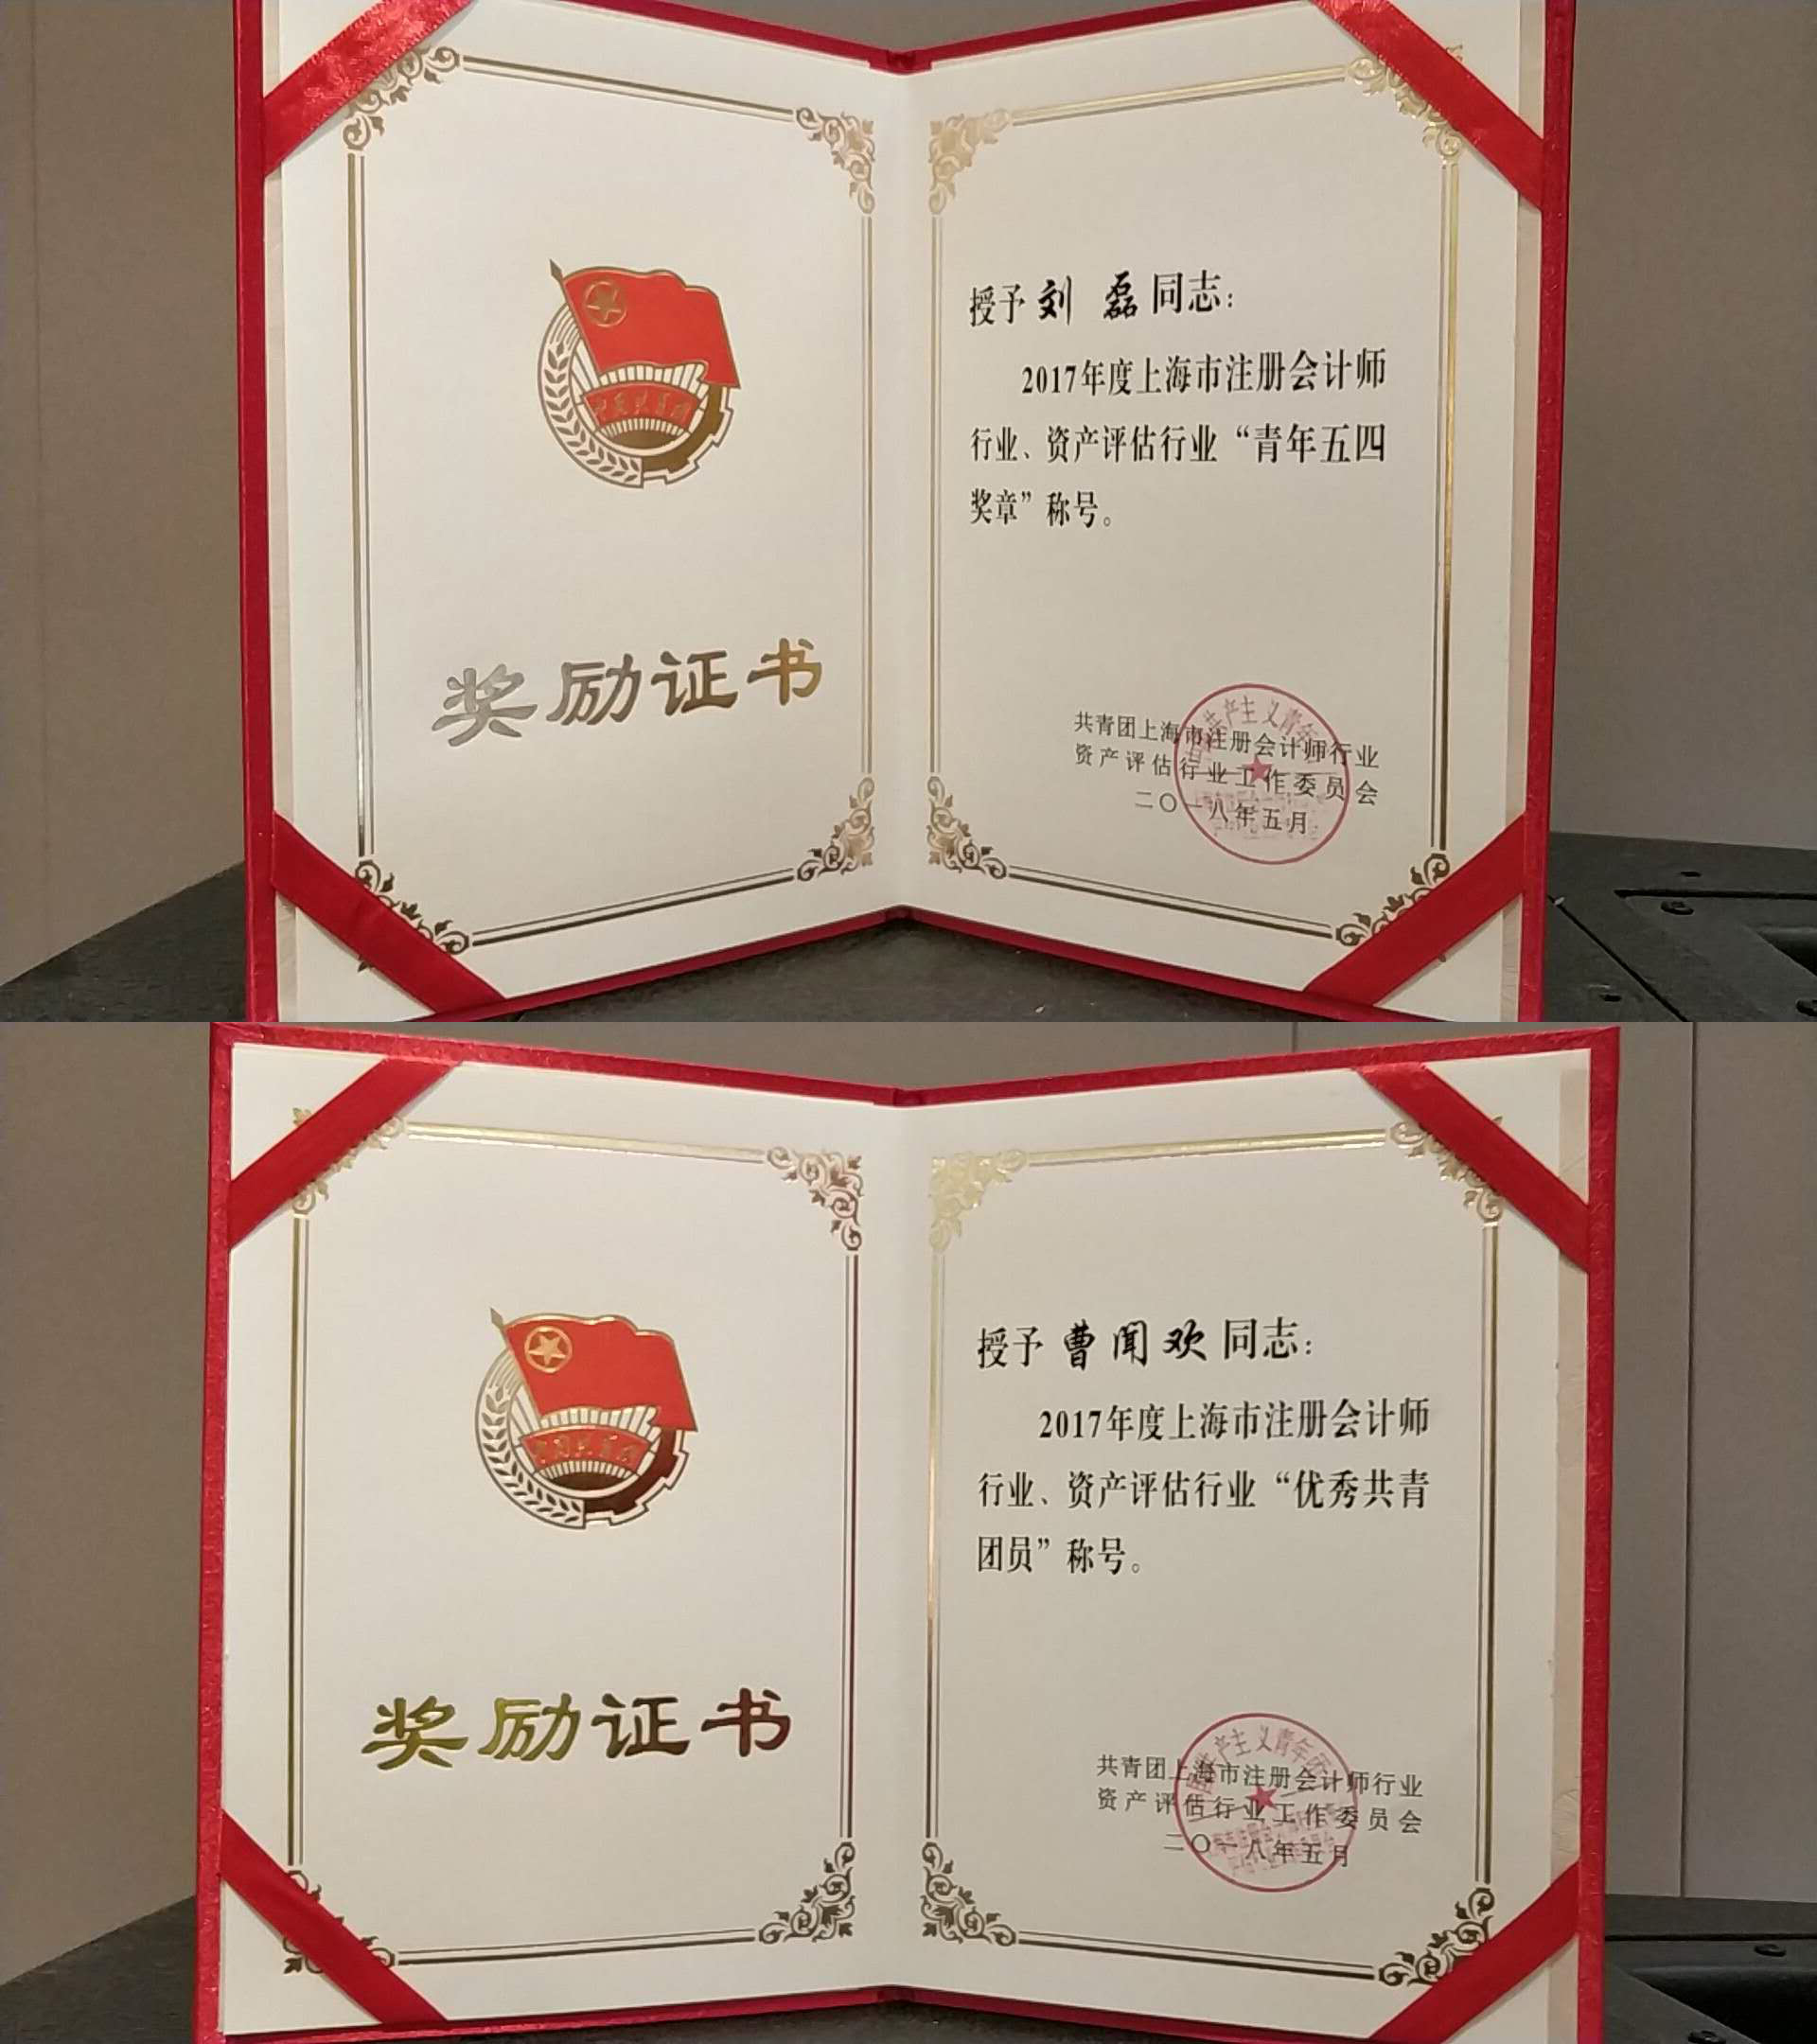 奖励证书
授予 刘 磊 同志：
2017年度上海市注册会计师
行业、资产评估行业“青年五四
奖章”称号。
共青团上海市注册会计师行业
资产评估行业工作委员会
二〇一八年五月
奖励证书
授予 曹闻欢 同志：
2017年度上海市注册会计师
行业、资产评估行业“优秀共青
团员”称号。
共青团上海市注册会计师行业
资产评估行业工作委员会
二〇一八年五月